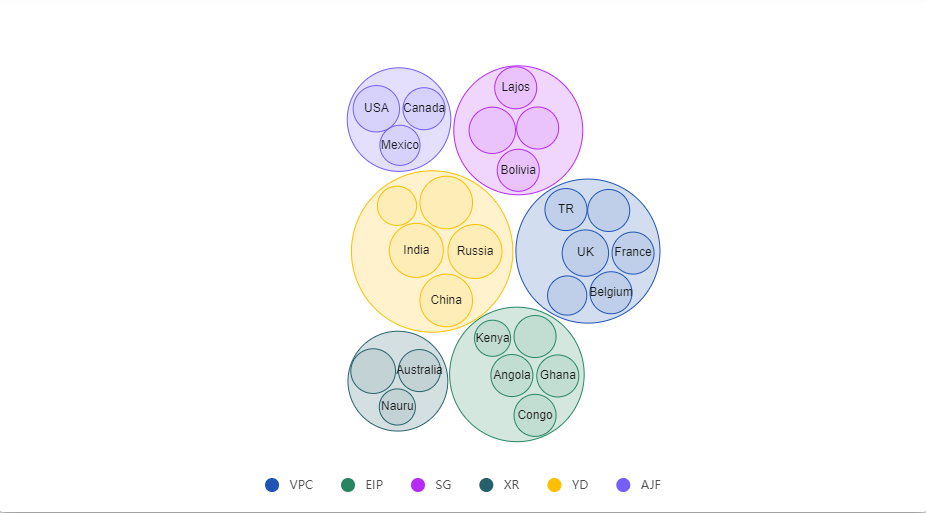 USA
Canada
Mexico
Lajos
Bolivia
TR
UK
France
Belgium
India
Russia
China
Kenya
Angola
Ghana
Congo
Australia
Nauru
VPC
EIP
SG
XR
YD
AJF